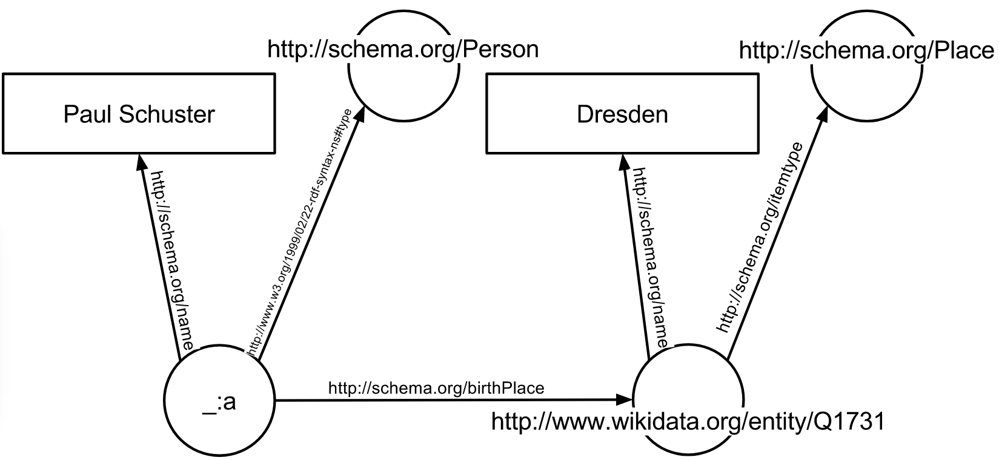 http://schema.org/Person
http://schema.org/Place
Paul Schuster
Dresden
http://schema.org/name
http://www.w3.org/1999/02/22-rdf-syntax-ns#type
http://schema.org/name
http://schema.org/itemtype
_:a
http://schema.org/birthPlace
http://www.wikidata.org/entity/Q1731